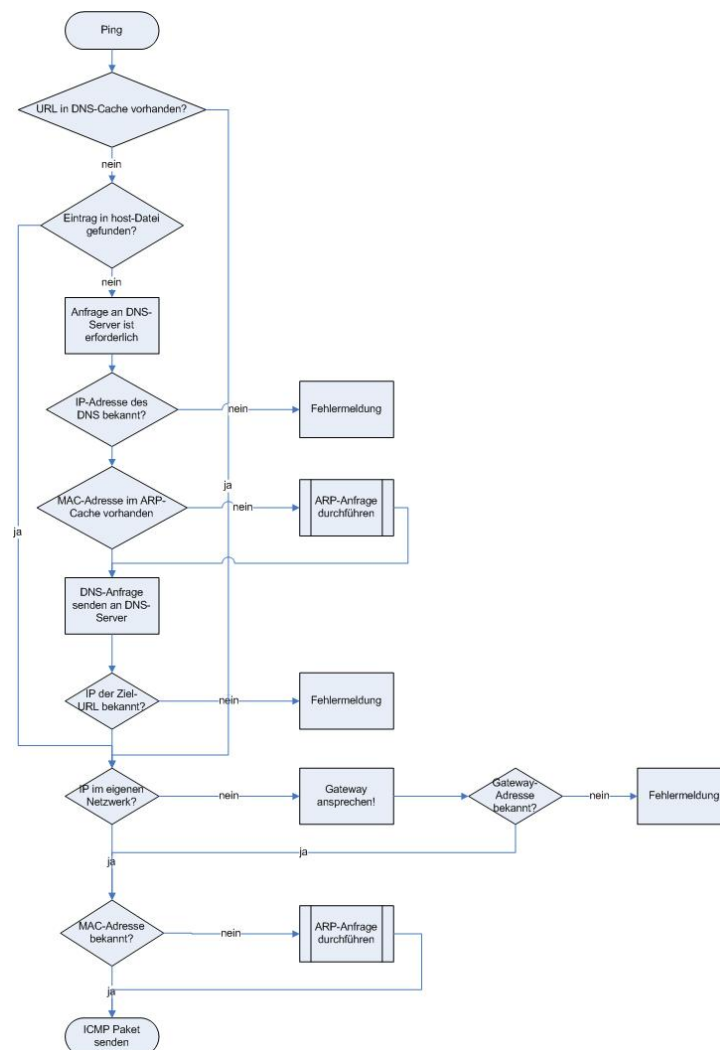 Ping
URL in DNS-Cache vorhanden?
nein
Eintrag in host-Datei
gefunden?
nein
Anfrage an DNS-
Server ist
erforderlich
IP-Adresse des
DNS bekannt?
nein
Fehlermeldung
ja
MAC-Adresse im ARP-
Cache vorhanden
nein
ARP-Anfrage
durchführen
ja
DNS-Anfrage
senden an DNS-
Server
IP der Ziel-
URL bekannt?
nein
Fehlermeldung
IP im eigenen
Netzwerk?
nein
Gateway
ansprechen!
Gateway-
Adresse
bekannt?
nein
Fehlermeldung
ja
ja
MAC-Adresse
bekannt?
nein
ARP-Anfrage
durchführen
ja
ICMP Paket
senden